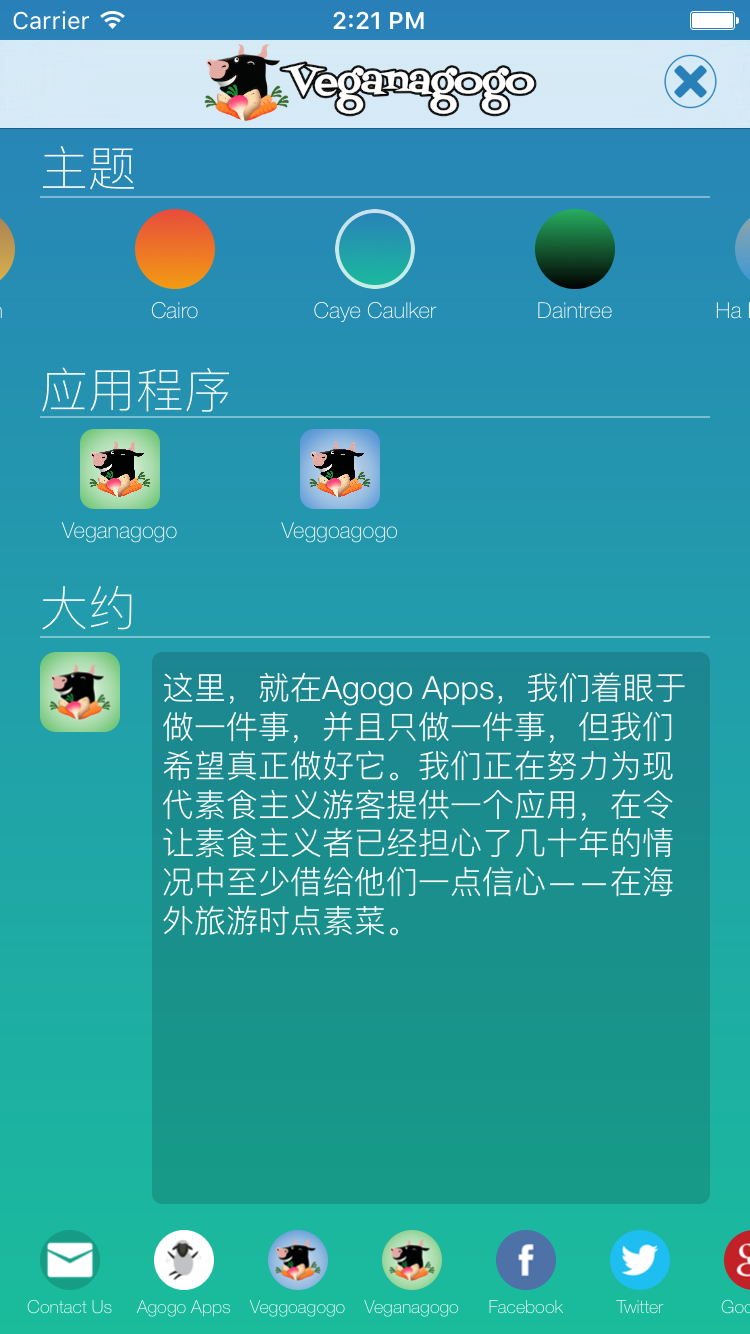 Carrier 2:21 PM
Veganagogo
主题
Cairo Caye Caulker Daintree Ha
应用程序
Veganagogo Veggoagogo
大约
这里，就在Agogo Apps，我们着眼于
做一件事，并且只做一件事，但我们
希望真正做好它。我们正在努力为现
代素食主义游客提供一个应用，在令
让素食主义者已经担心了几十年的情
况中至少借给他们一点信心－－在海
外旅游时点素菜。
Contact Us Agogo Apps Veggoagogo Veganagogo Facebook Twitter